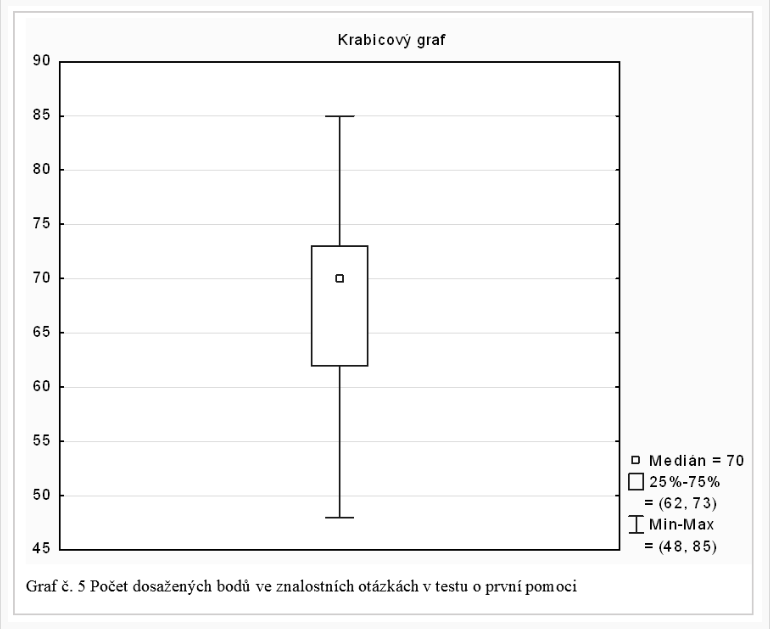 Krabicový graf
90
85
80
75
70
65
60
55
50
45
Medián = 70
25%-75%
= (62, 73)
Min-Max
= (48, 85)
Graf č. 5 Počet dosažených bodů ve znalostních otázkách v testu o první pomoci